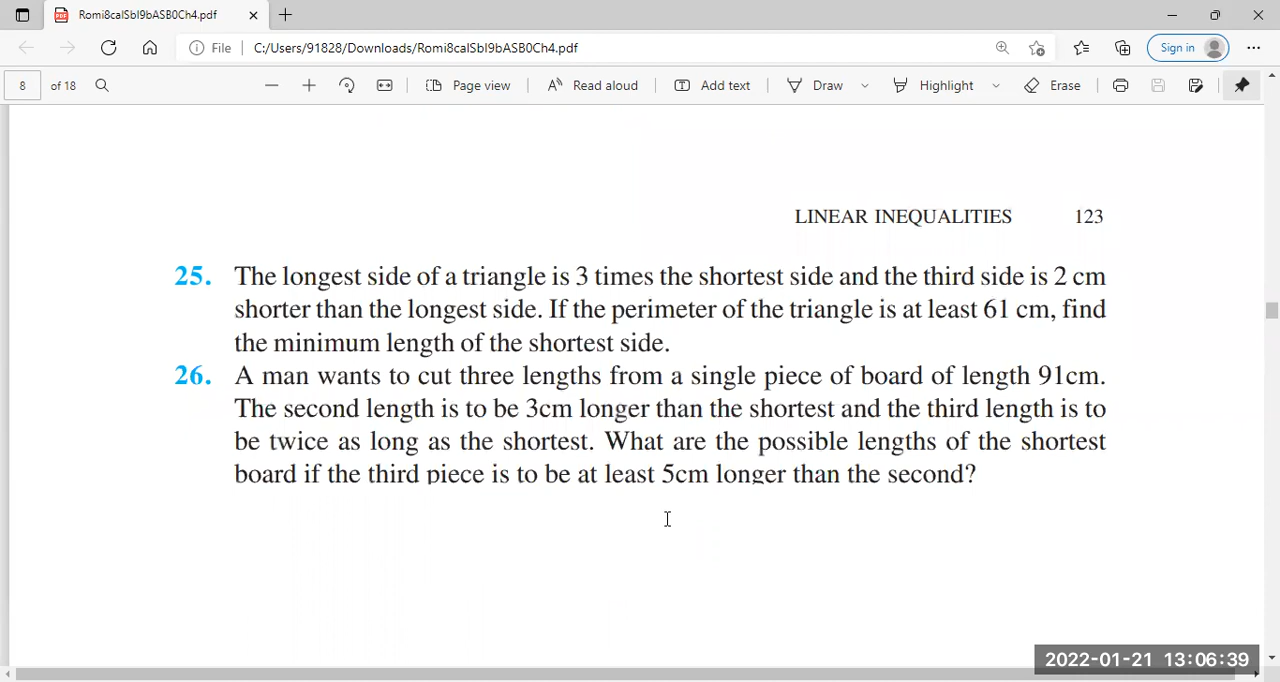 Romi8calSbl9bASB0Ch4.pdf
File C:/Users/91828/Downloads/Romi8calSbl9bASB0Ch4.pdf Sign in
8 of 18 Page view Read aloud Add text Draw Highlight Erase
LINEAR INEQUALITIES 123
25. The longest side of a triangle is 3 times the shortest side and the third side is 2 cm
shorter than the longest side. If the perimeter of the triangle is at least 61 cm, find
the minimum length of the shortest side.
26. A man wants to cut three lengths from a single piece of board of length 91cm.
The second length is to be 3cm longer than the shortest and the third length is to
be twice as long as the shortest. What are the possible lengths of the shortest
board if the third piece is to be at least 5cm longer than the second?
2022-01-21 13:06:39